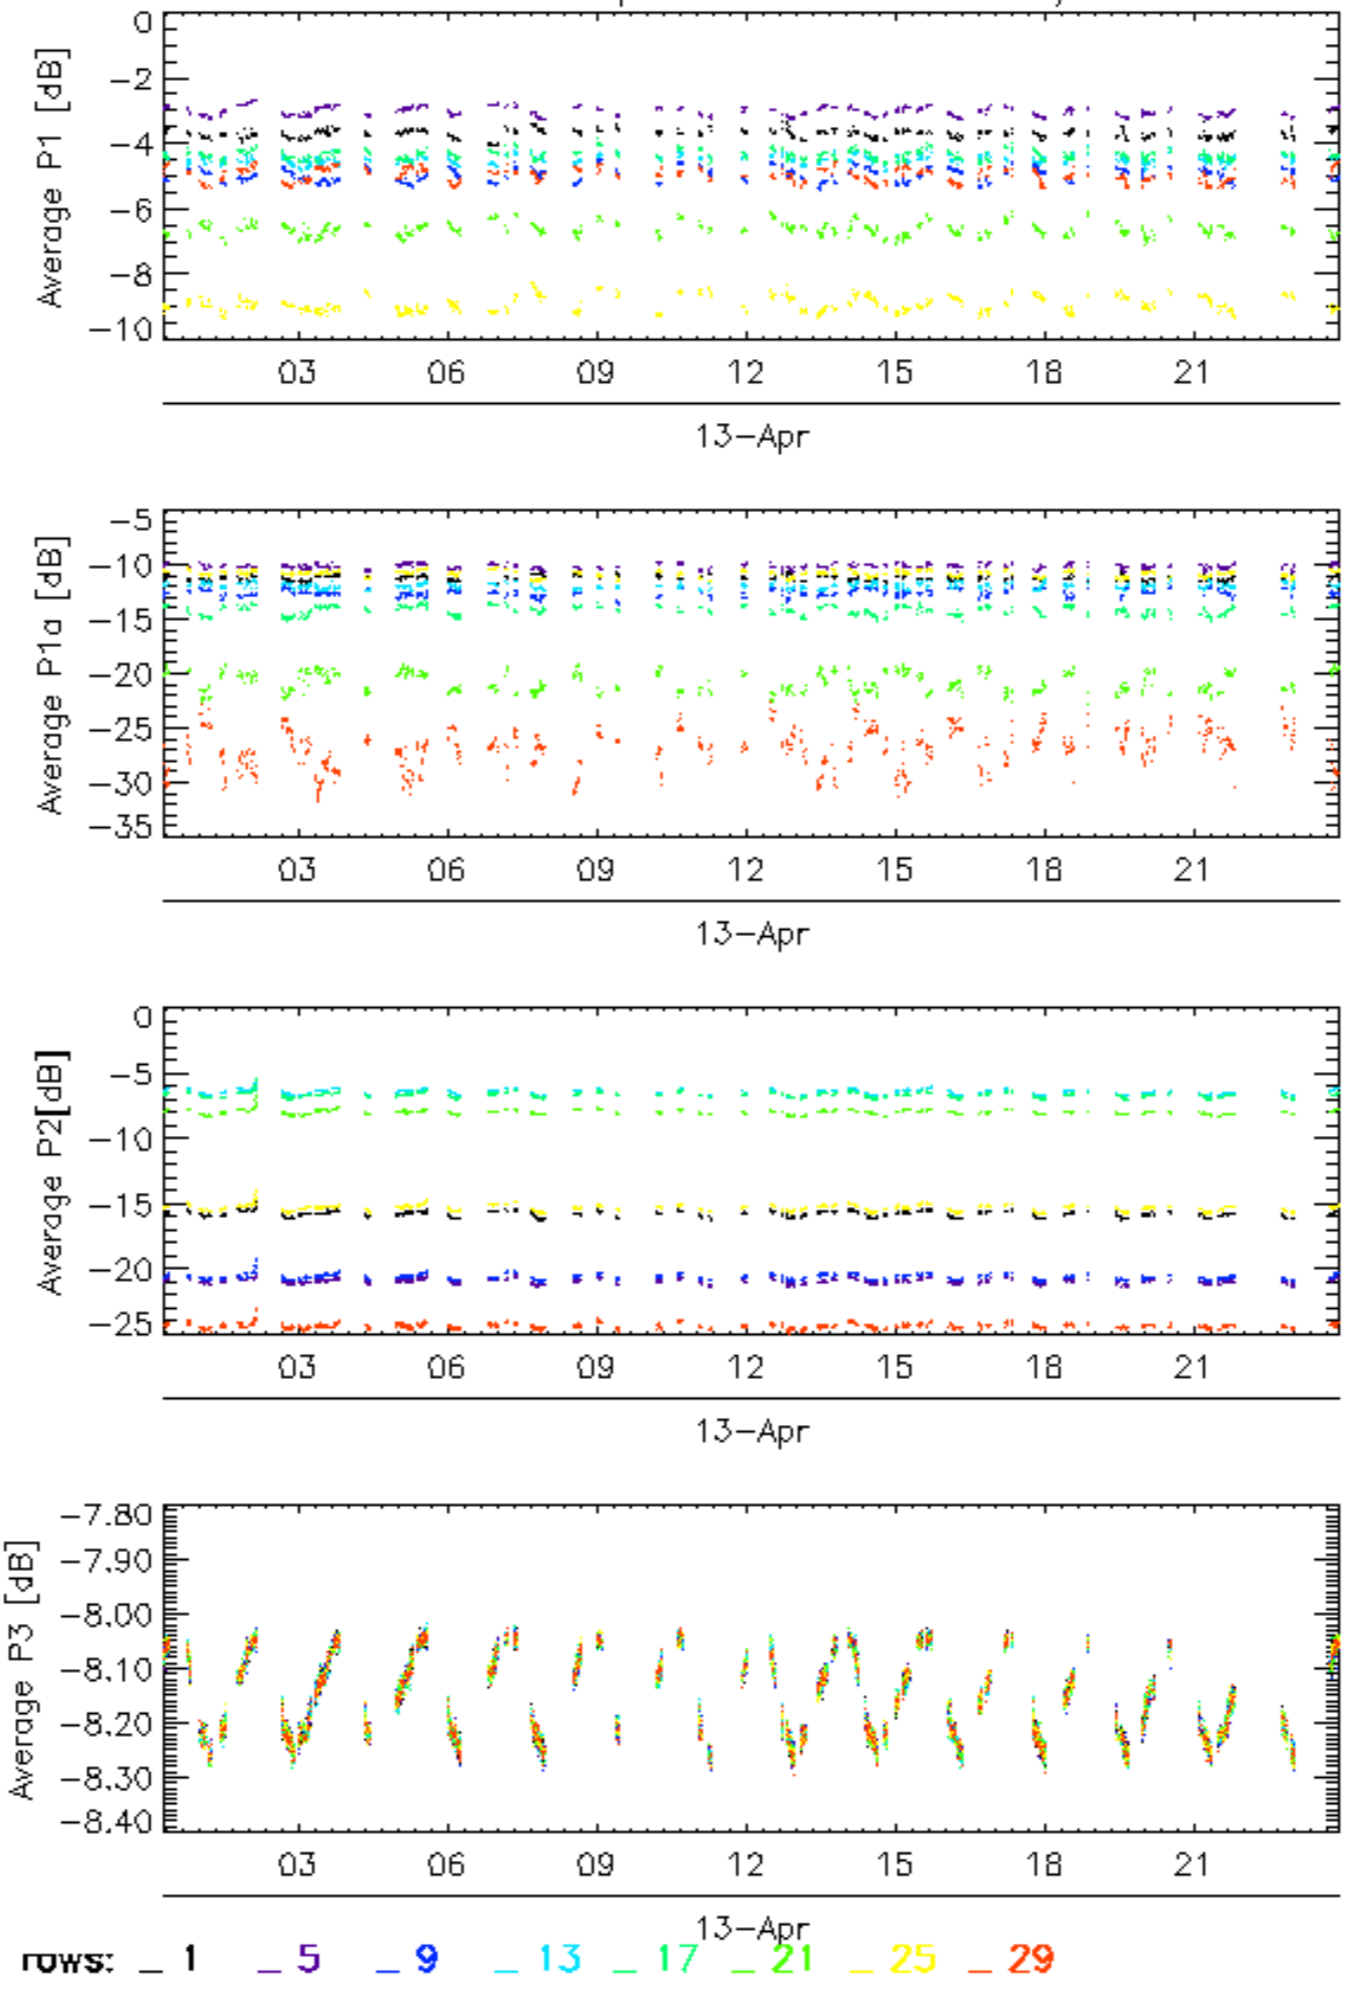 0
Average P1 [dB]
-2
-4
-6
-8
-10
03 06 09 12 15 18 21
13-Apr
-5
Average P1a [dB]
-10
-15
-20
-25
-30
-35
03 06 09 12 15 18 21
13-Apr
0
Average P2[dB]
-5
-10
-15
-20
-25
03 06 09 12 15 18 21
13-Apr
-7.80
Average P3 [dB]
-7.90
-8.00
-8.10
-8.20
-8.30
-8.40
03 06 09 12 15 18 21
13-Apr
rows: _ 1 _ 5 _ 9 _ 13 _ 17 _ 21 _ 25 _ 29